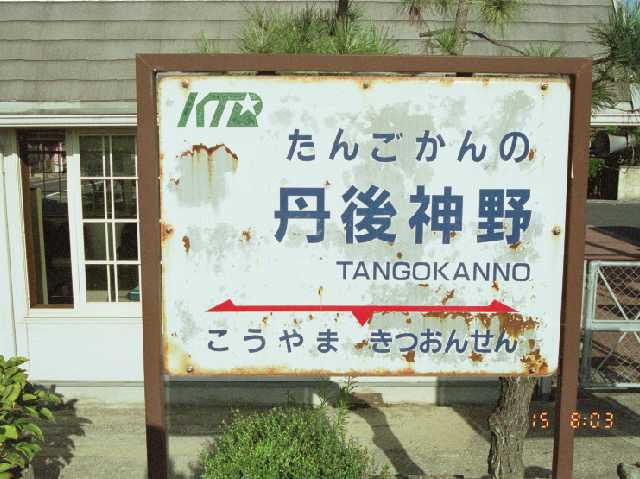 KTR
たんごかんの
丹後神野
TANGOKANNO
こうやま きつおんせん
15 8:03